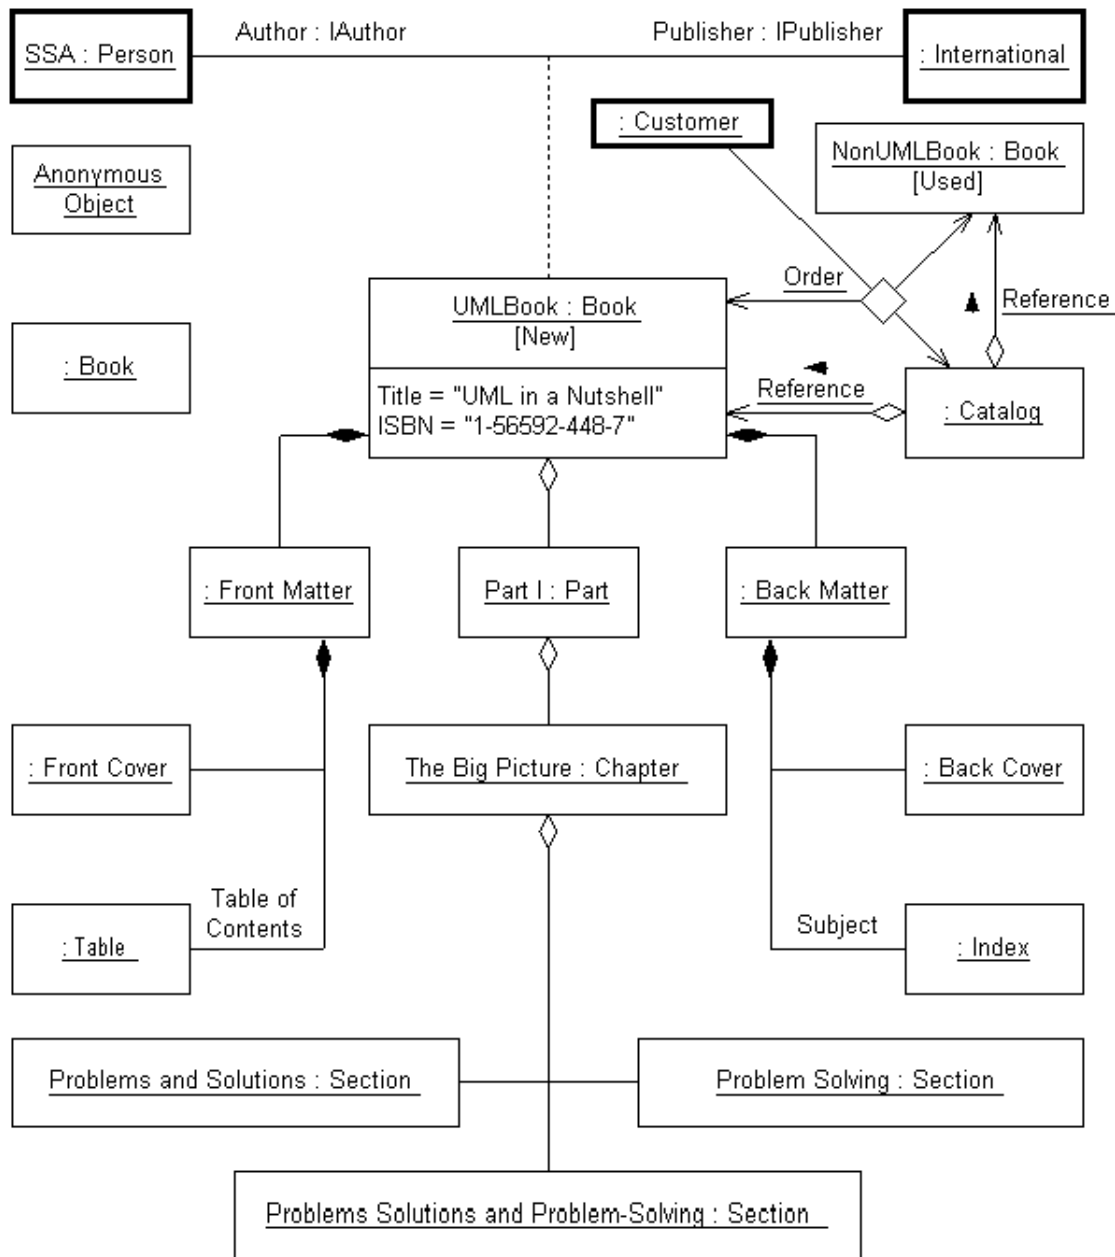 Author : IAuthor
Publisher : IPublisher
SSA : Person
: International
: Customer
NonUMLBook : Book
[Used]
Anonymous
Object
Order
Reference
UMLBook : Book
[New]
: Book
Title = "UML in a Nutshell"
ISBN = "1-56592-448-7"
Reference
: Catalog
: Front Matter
Part I : Part
: Back Matter
: Front Cover
The Big Picture : Chapter
: Back Cover
Table of
Contents
Subject
: Table
: Index
Problems and Solutions : Section
Problem Solving : Section
Problems Solutions and Problem-Solving : Section